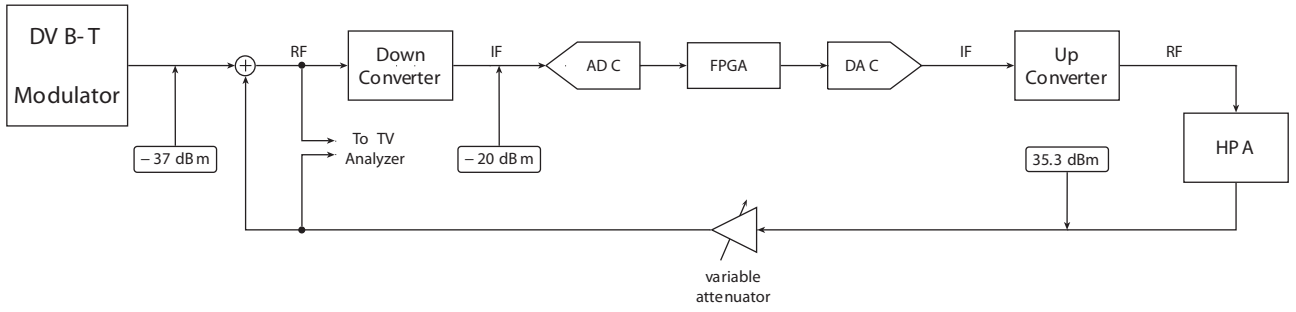 DV B- T
Modulator
RF
Down
Converter
IF
AD C
FPGA
DA C
IF
Up
Converter
RF
To TV
Analyzer
– 37 dB m
– 20 dB m
35.3 dBm
HP A
variable
attenuator